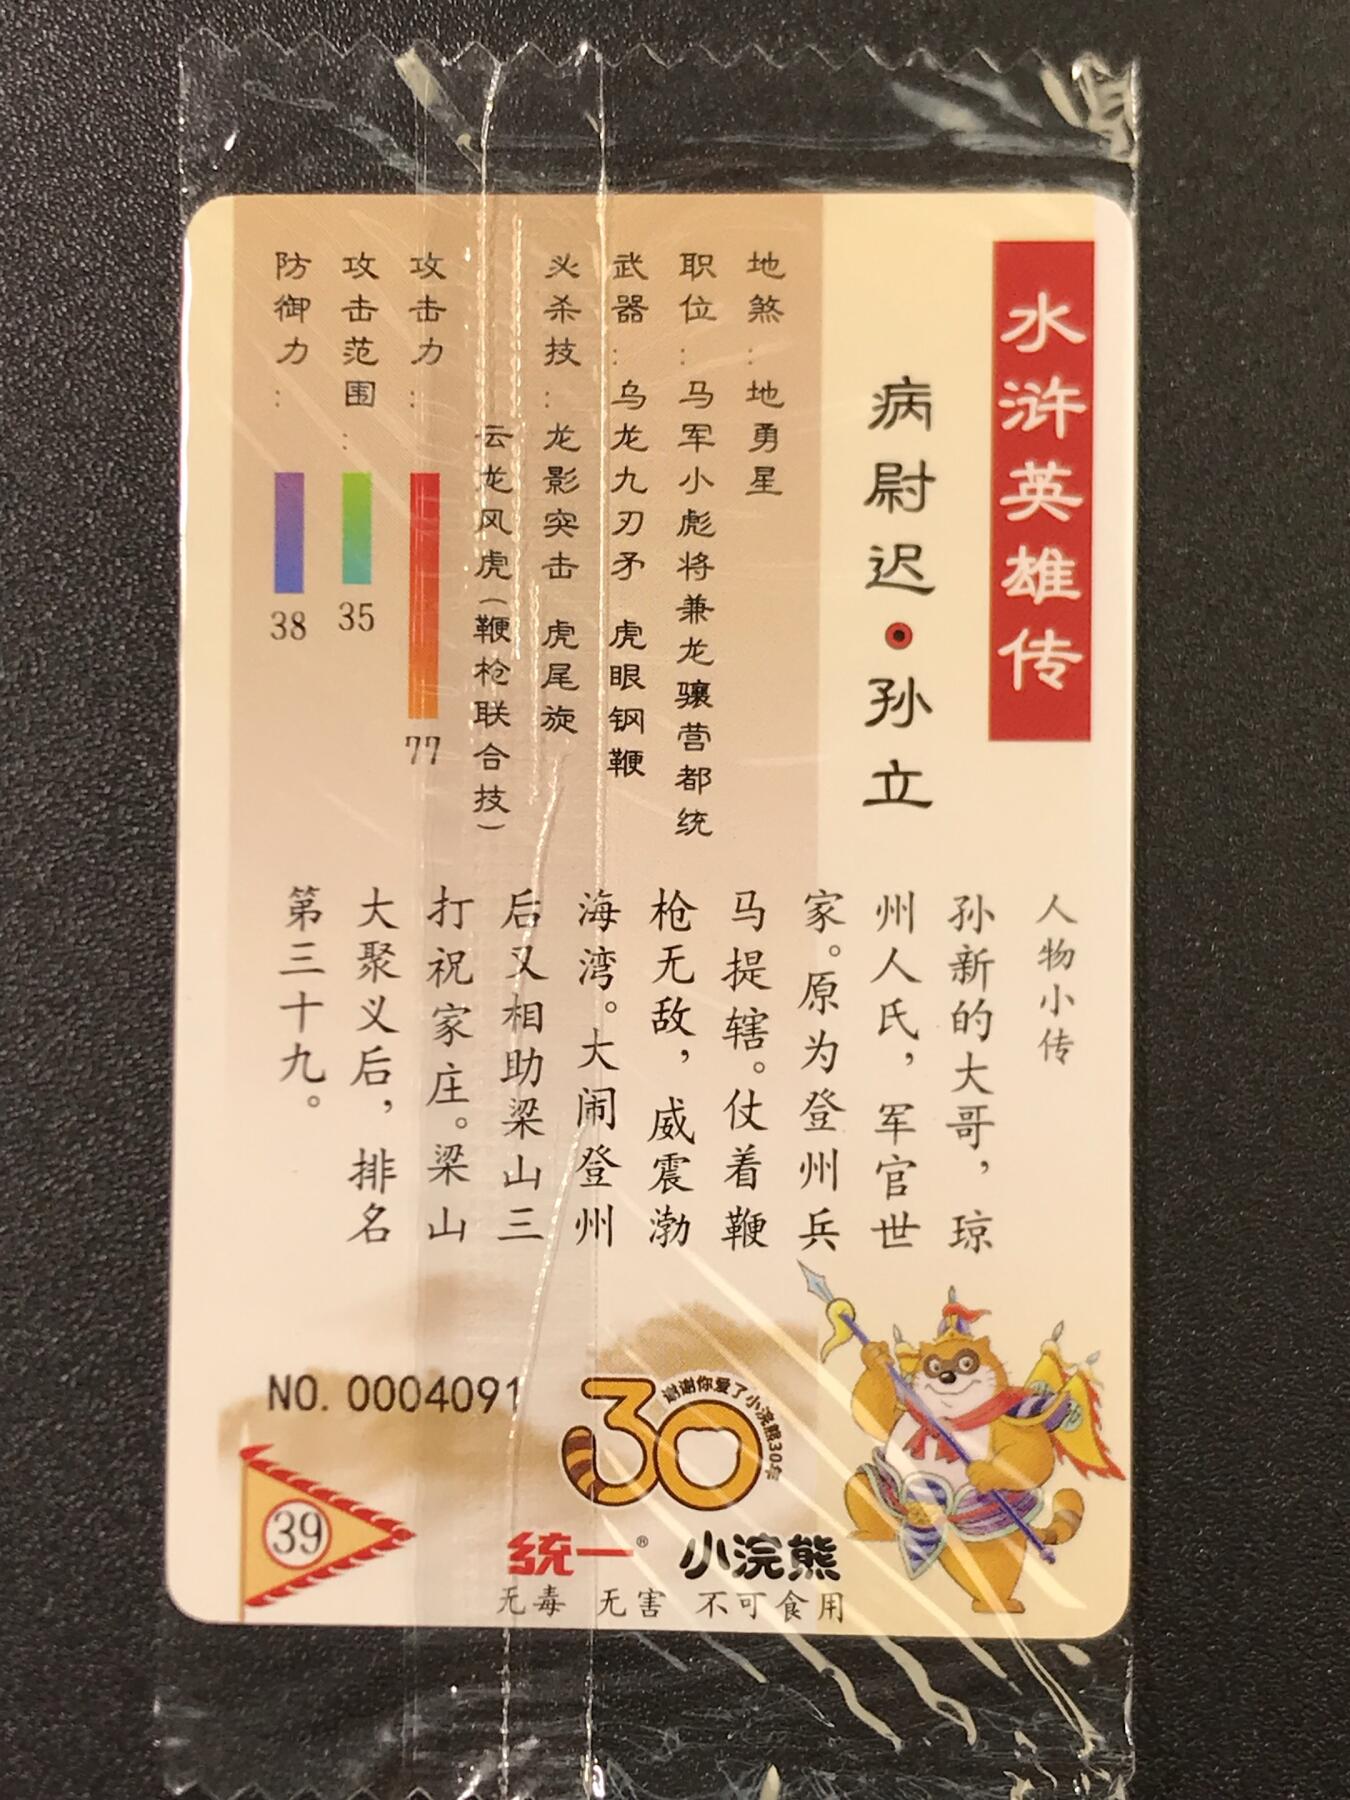 水浒英雄传
病尉迟·孙立
地煞：地勇星
职位：马军小彪将兼龙骧营都统
武器：乌龙九刃矛 虎眼钢鞭
必杀技：龙影突击 虎尾旋
云龙风虎（鞭枪联合技）
攻击力：77
攻击范围：35
防御力：38
人物小传
孙新的大哥，琼
州人氏，军官世
家。原为登州兵
马提辖。仗着鞭
枪无敌，威震渤
海湾。大闹登州
后又相助梁山三
打祝家庄。梁山
大聚义后，排名
第三十九。
NO.0004091
39
30
谢谢你爱了小浣熊30年
统一® 小浣熊
无毒 无害 不可食用